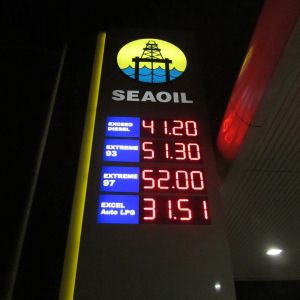 SEAOIL
EXCEED DIESEL 41.20
EXTREME 93 51.30
EXTREME 97 52.00
EXCEL Auto LPG 31.51